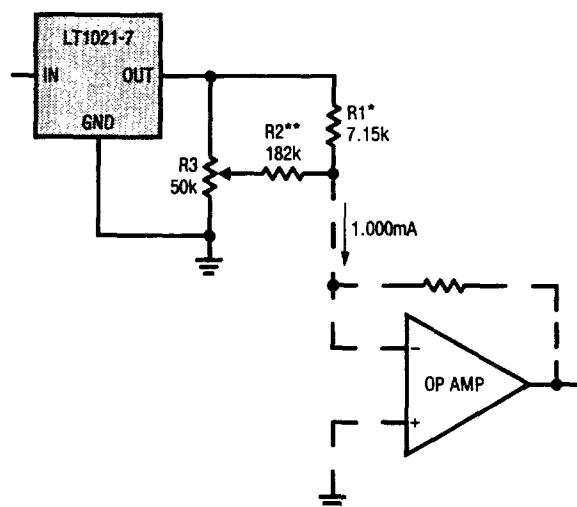 LT1021-7
IN OUT
GND
R3
50k
R2**
182k
R1*
7.15k
1.000mA
−
OP AMP
+